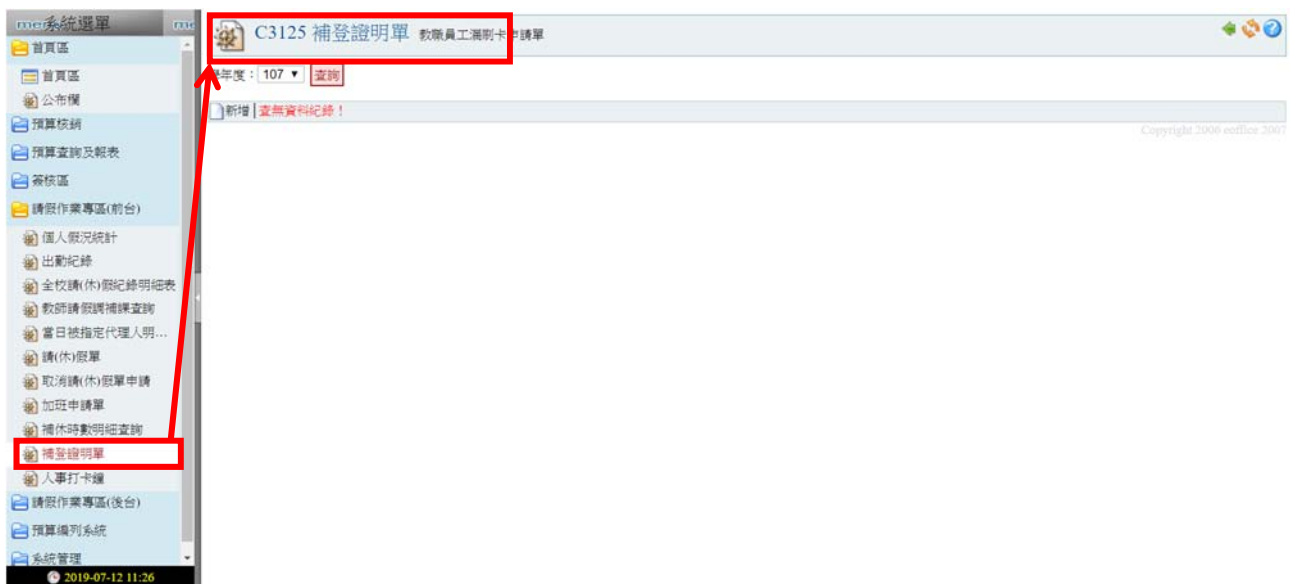 系統選單
首頁區
首頁區
公布欄
預算核銷
預算查詢及報表
簽核區
請假作業專區(前台)
個人假況統計
出勤紀錄
全校請(休)假紀錄明細表
教師請假調補課查詢
當日被指定代理人明...
請(休)假單
取消請(休)假單申請
加班申請單
補休時數明細查詢
補登證明單
人事打卡鐘
請假作業專區(後台)
預算編列系統
系統管理
2019-07-12 11:26
C3125 補登證明單 教職員工漏刷卡申請單
年度：107 查詢
新增 查無資料紀錄！
Copyright 2006 eoffice 2007